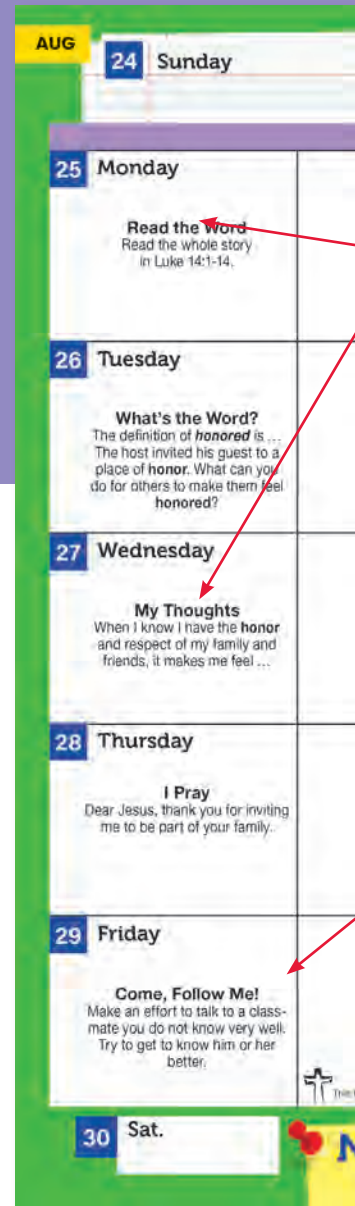 AUG
24 Sunday
25 Monday
Read the Word
Read the whole story
in Luke 14:1-14.
26 Tuesday
What's the Word?
The definition of honored is ...
The host invited his guest to a
place of honor. What can you
do for others to make them feel
honored?
27 Wednesday
My Thoughts
When I know I have the honor
and respect of my family and
friends, it makes me feel ...
28 Thursday
I Pray
Dear Jesus, thank you for inviting
me to be part of your family.
29 Friday
Come, Follow Me!
Make an effort to talk to a class-
mate you do not know very well.
Try to get to know him or her
better.
30 Sat.